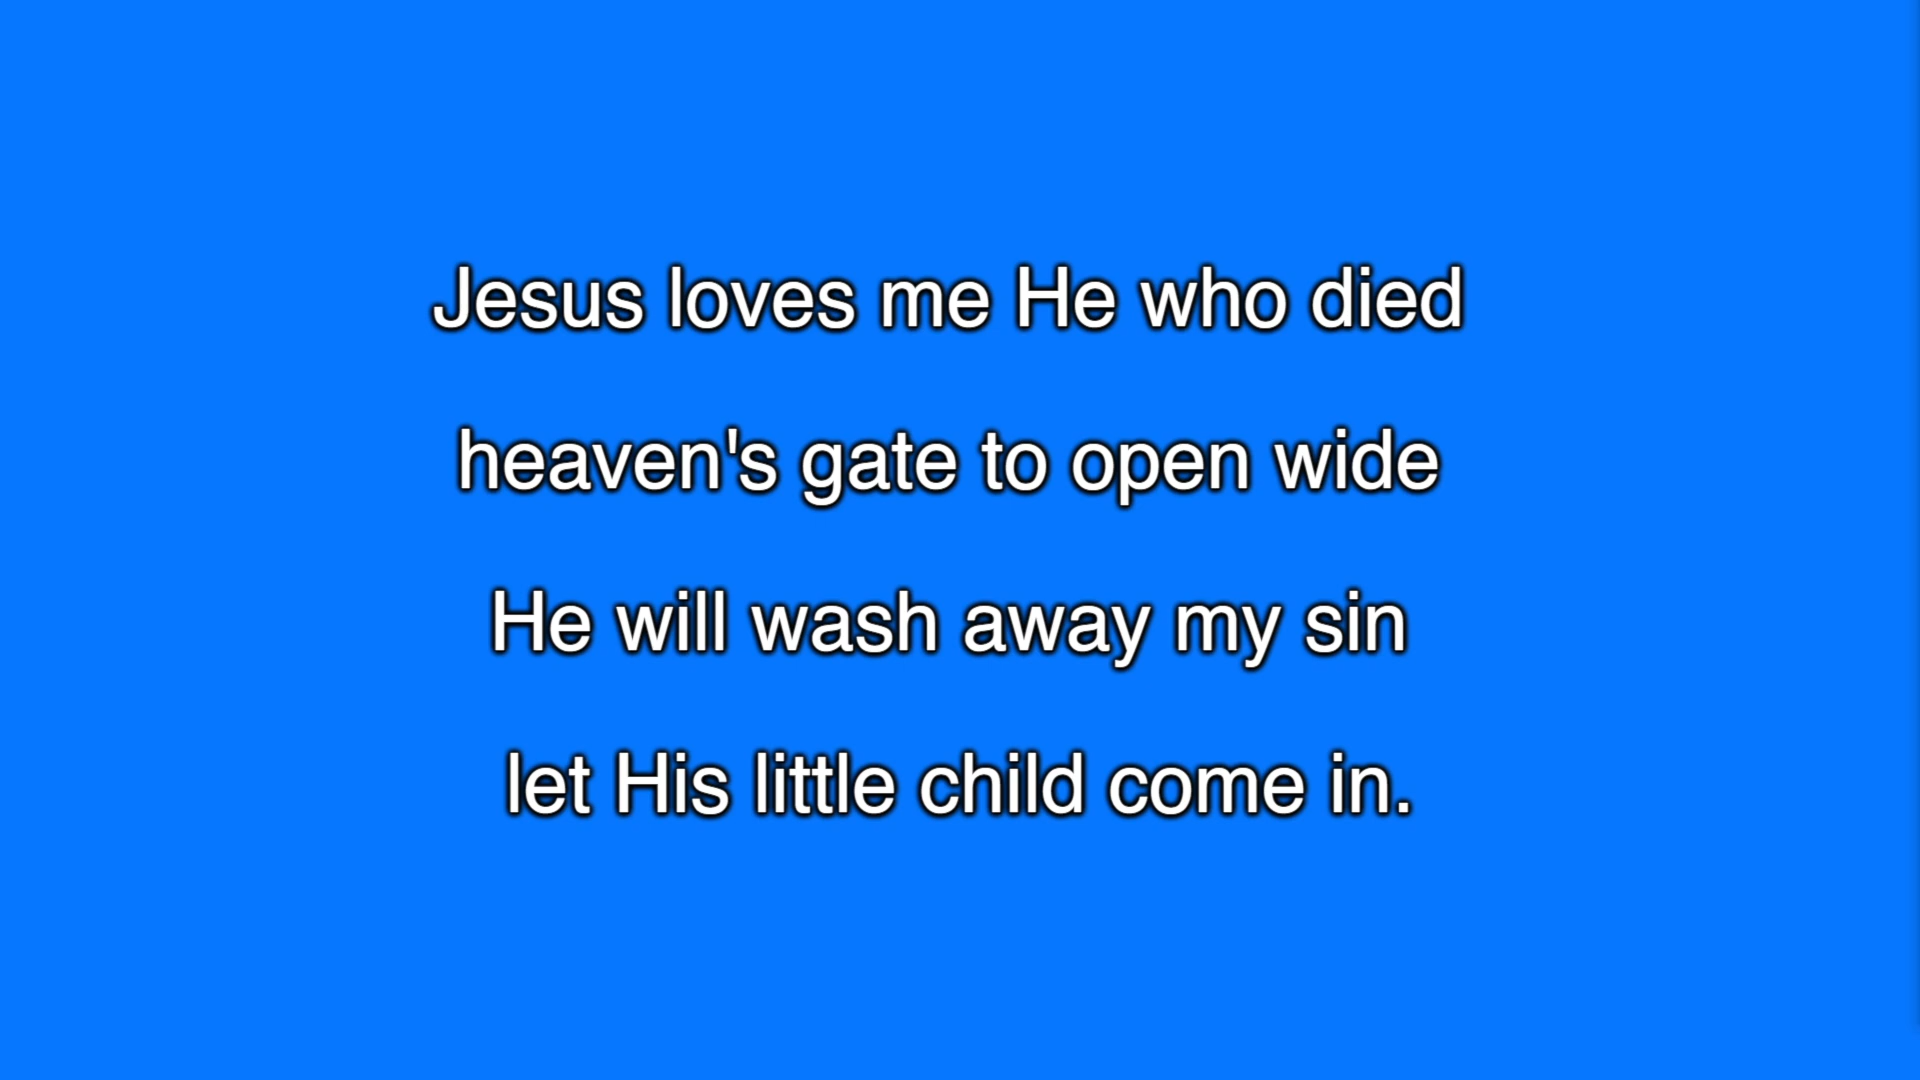 Jesus loves me He who died
heaven's gate to open wide
He will wash away my sin
let His little child come in.